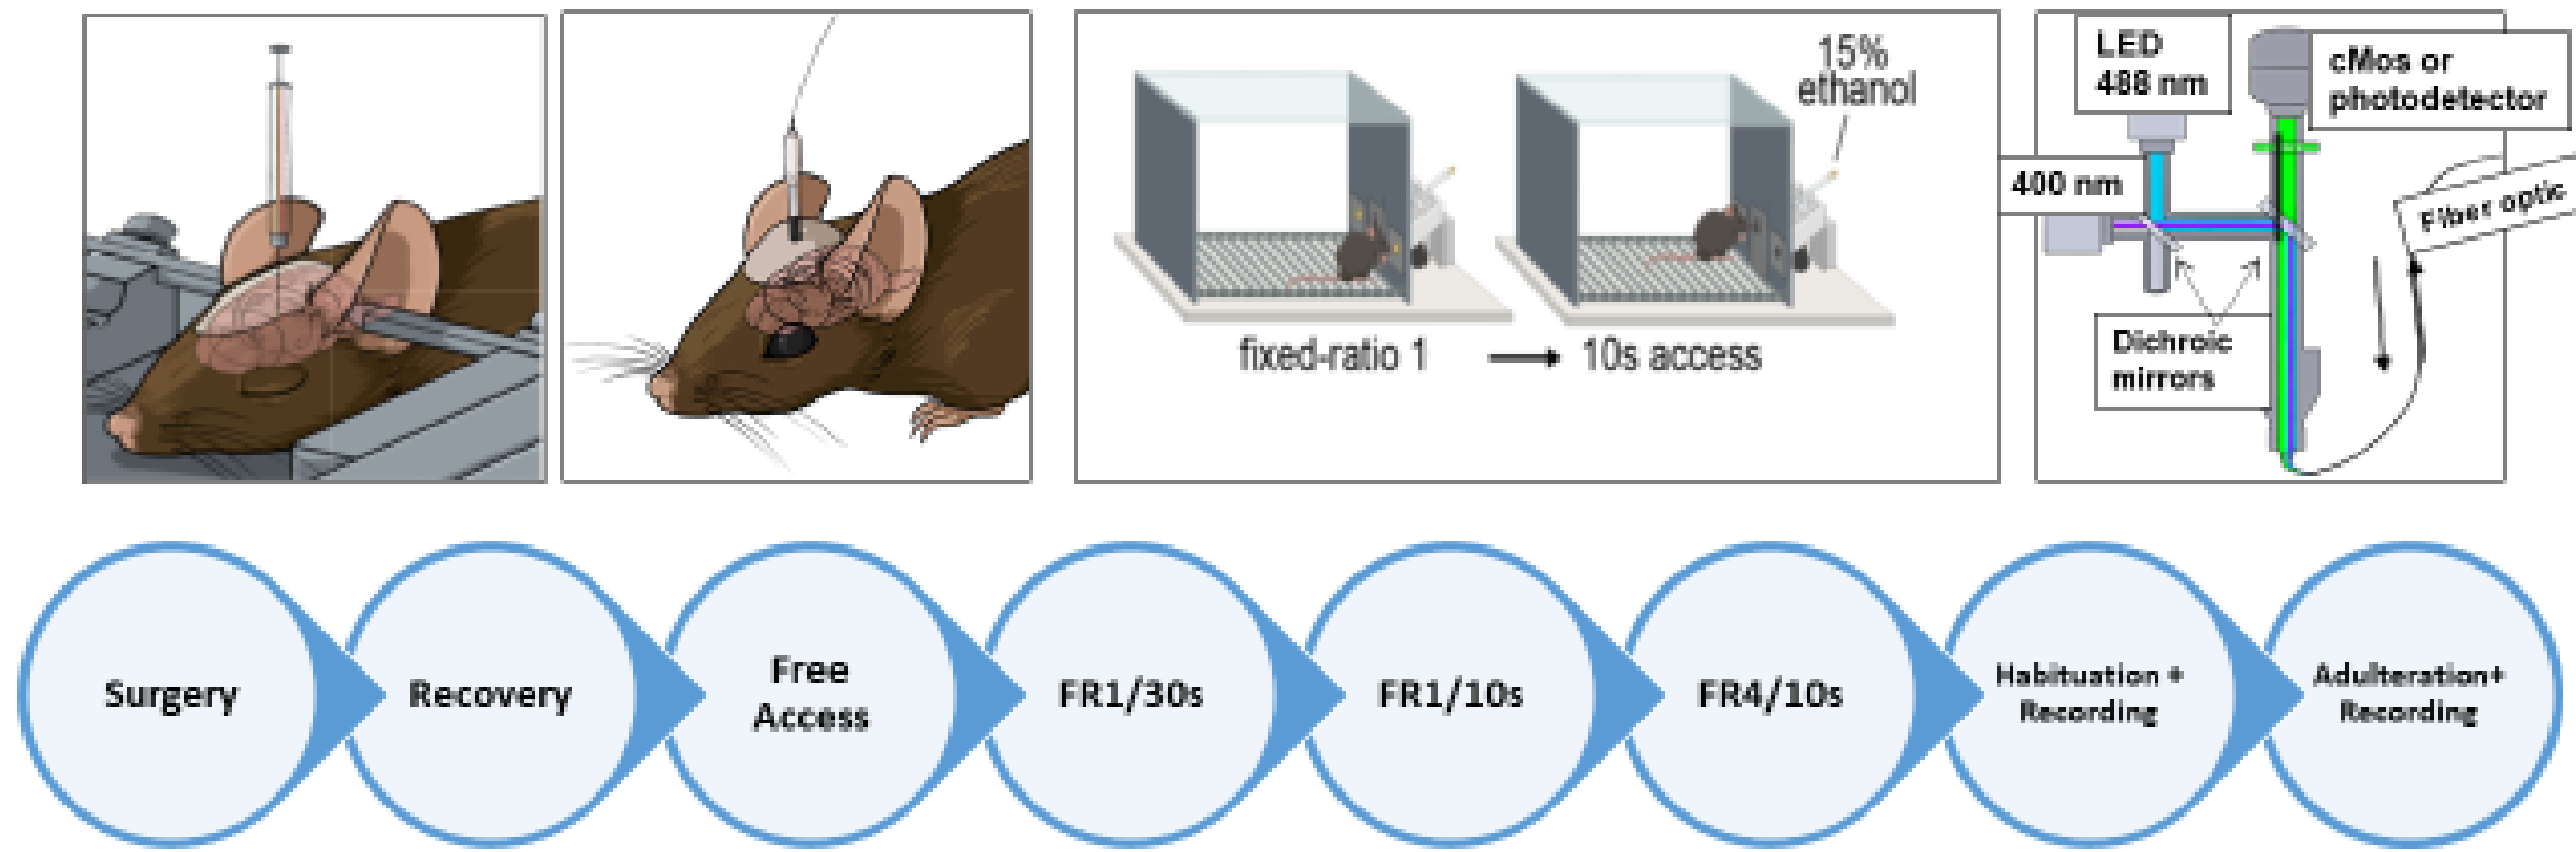 15%
ethanol
fixed-ratio 1
10s access
LED
488 nm
cMos or
photodetector
400 nm
Fiber optic
Dichroic
mirrors
Surgery
Recovery
Free
Access
FR1/30s
FR1/10s
FR4/10s
Habituation +
Recording
Adulteration+
Recording